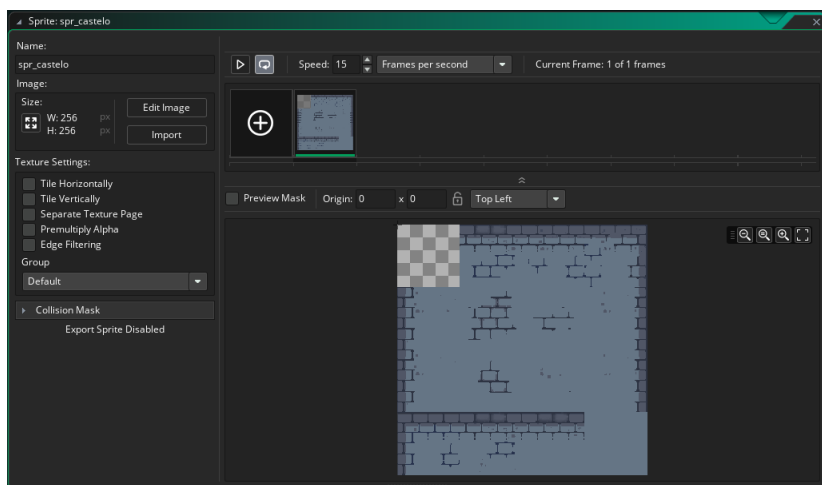 Sprite: spr_castelo
Name:
spr_castelo
Image:
Size:
W: 256 px
H: 256 px
Edit Image
Import
Texture Settings:
Tile Horizontally
Tile Vertically
Separate Texture Page
Premultiply Alpha
Edge Filtering
Group
Default
Collision Mask
Export Sprite Disabled
Speed: 15 Frames per second Current Frame: 1 of 1 frames
Preview Mask Origin: 0 x 0 Top Left